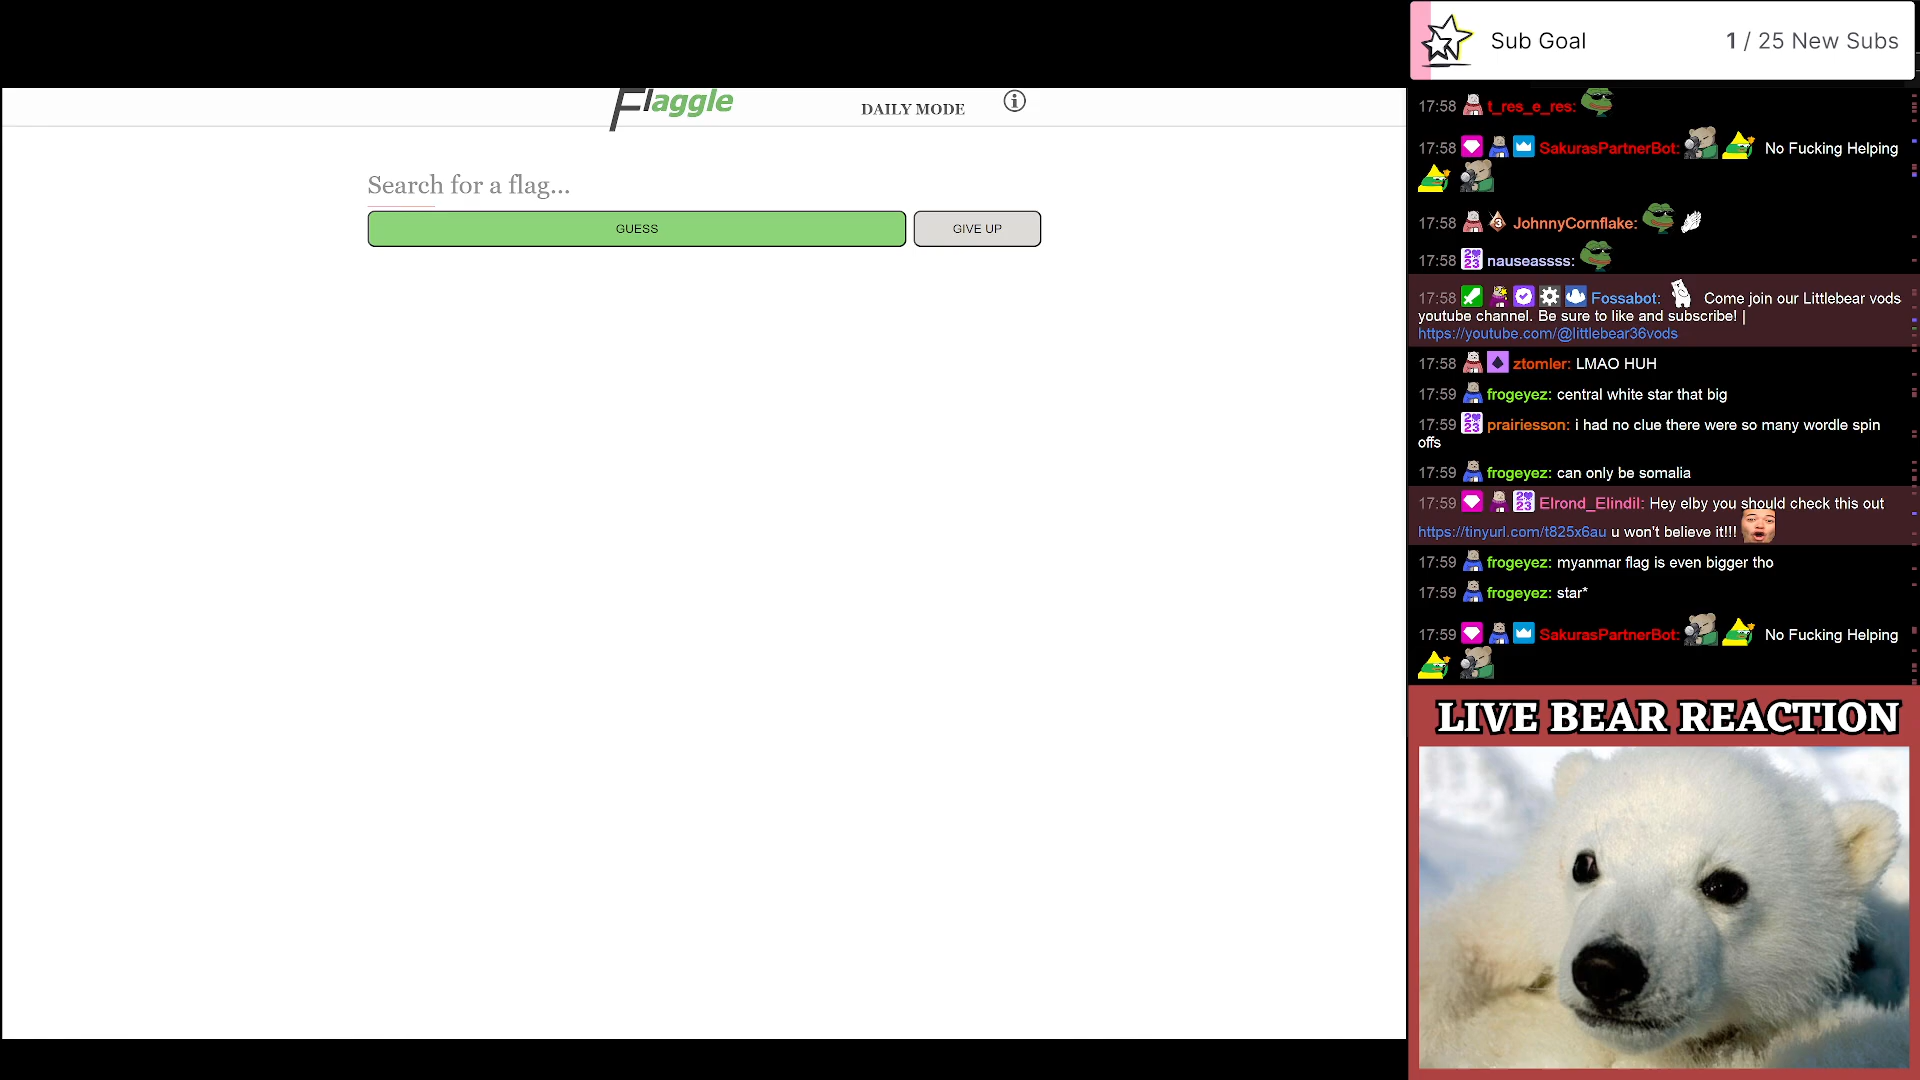 Flaggle
DAILY MODE
Search for a flag...
GUESS
GIVE UP
Sub Goal
1 / 25 New Subs
17:58 t_res_e_res:
17:58 SakurasPartnerBot: No Fucking Helping
17:58 JohnnyCornflake:
17:58 nauseassss:
17:58 Fossabot: Come join our Littlebear vods
youtube channel. Be sure to like and subscribe! |
https://youtube.com/@littlebear36vods
17:58 ztomler: LMAO HUH
17:59 frogeyez: central white star that big
17:59 prairiesson: i had no clue there were so many wordle spin
offs
17:59 frogeyez: can only be somalia
17:59 Elrond_Elindil: Hey elby you should check this out
https://tinyurl.com/t825x6au u won't believe it!!!
17:59 frogeyez: myanmar flag is even bigger tho
17:59 frogeyez: star*
17:59 SakurasPartnerBot: No Fucking Helping
LIVE BEAR REACTION